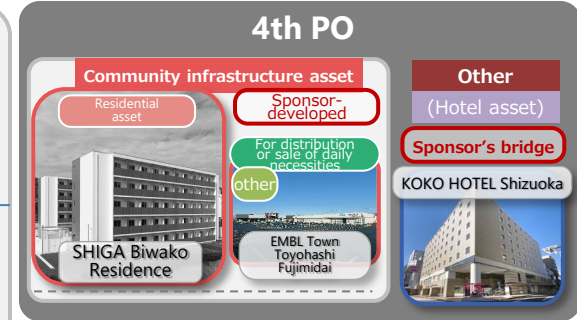 4th PO
Community infrastructure asset
Residential
asset
SHIGA Biwako
Residence
Sponsor-
developed
For distribution
or sale of daily
necessities
other
EMBL Town
Toyohashi
Fujimidai
Other
(Hotel asset)
Sponsor's bridge
KOKO HOTEL Shizuoka